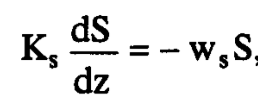 K_s dS/dz = - w_s S,